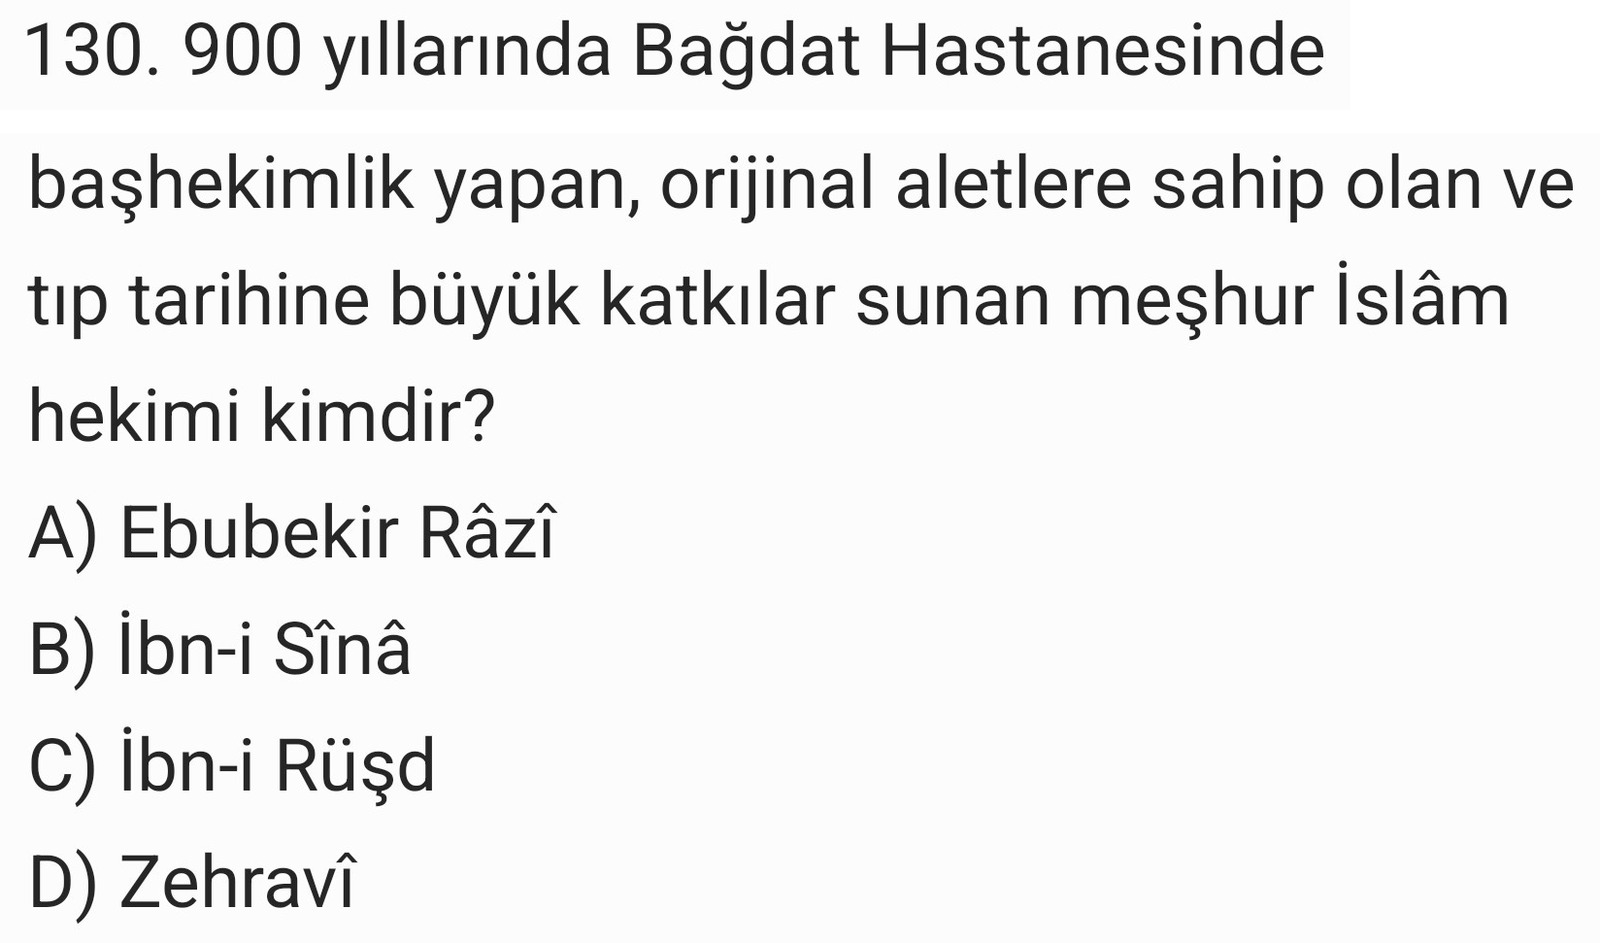 130. 900 yıllarında Bağdat Hastanesinde
başhekimlik yapan, orijinal aletlere sahip olan ve
tıp tarihine büyük katkılar sunan meşhur İslâm
hekimi kimdir?
A) Ebubekir Râzî
B) İbn-i Sînâ
C) İbn-i Rüşd
D) Zehravî